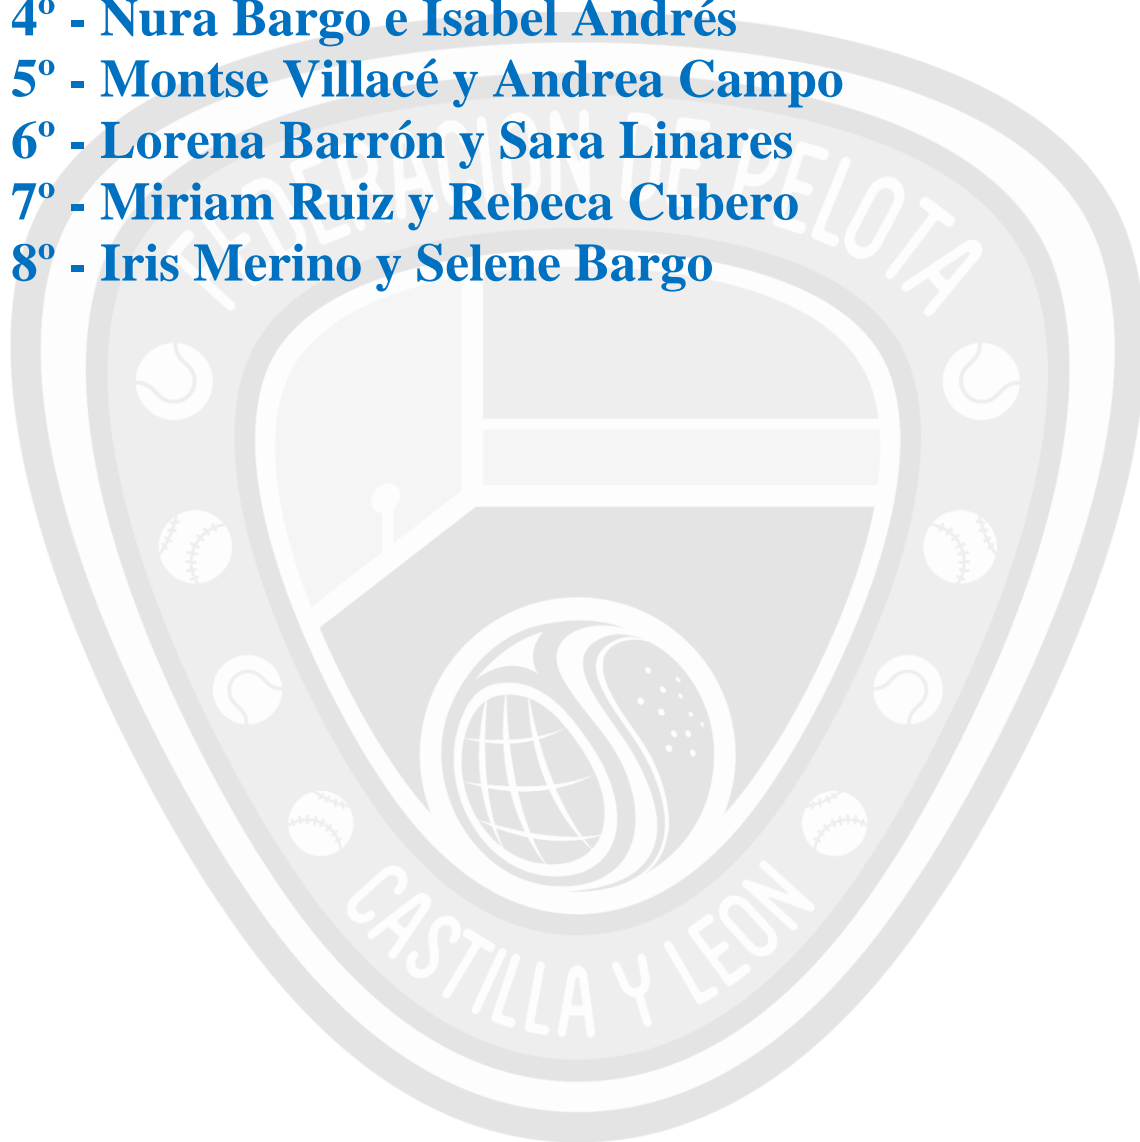 4º - Nura Bargo e Isabel Andrés
5º - Montse Villacé y Andrea Campo
6º - Lorena Barrón y Sara Linares
7º - Miriam Ruiz y Rebeca Cubero
8º - Iris Merino y Selene Bargo
FEDERACION DE PELOTA
CASTILLA Y LEON